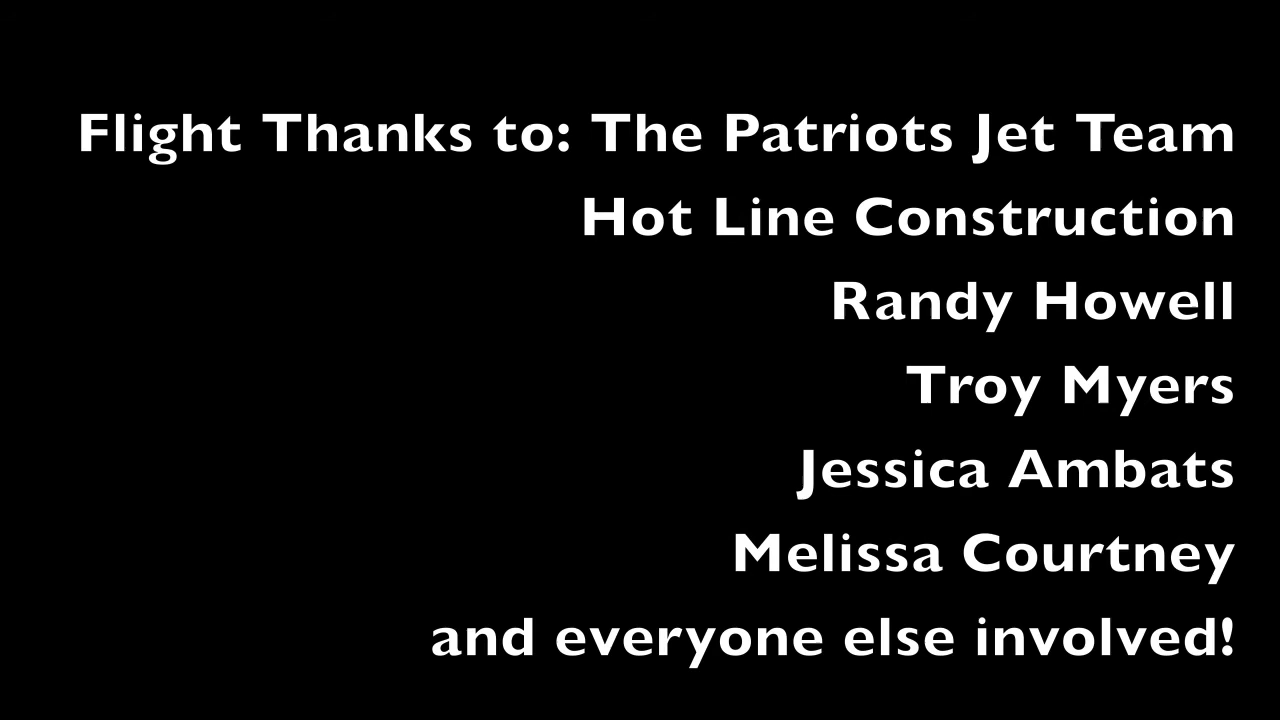 Flight Thanks to: The Patriots Jet Team
Hot Line Construction
Randy Howell
Troy Myers
Jessica Ambats
Melissa Courtney
and everyone else involved!